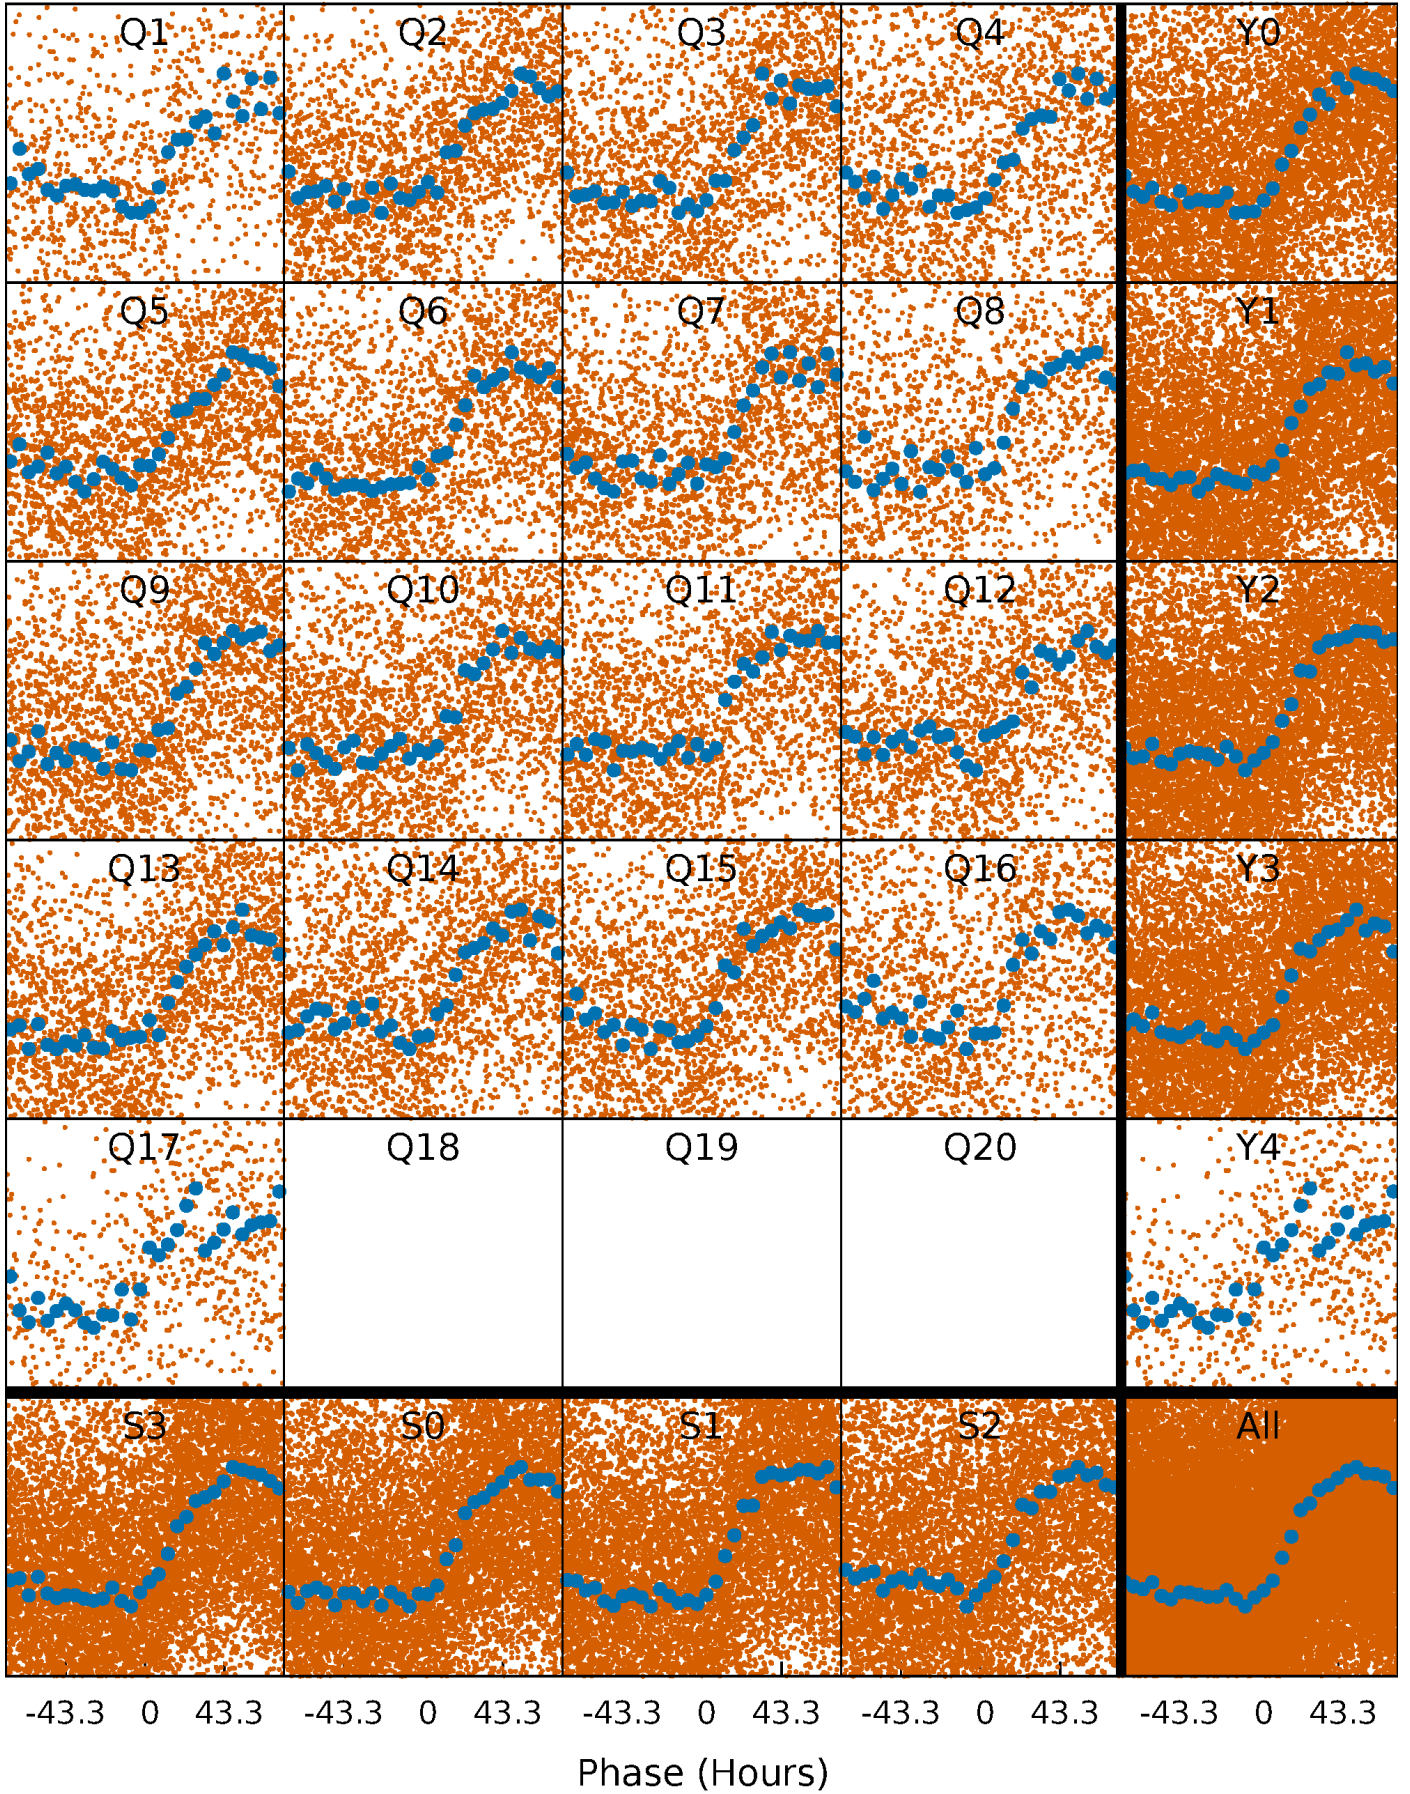 Q1 Q2 Q3 Q4 Y0
Q5 Q6 Q7 Q8 Y1
Q9 Q10 Q11 Q12 Y2
Q13 Q14 Q15 Q16 Y3
Q17 Q18 Q19 Q20 Y4
S3 S0 S1 S2 All
-43.3 0 43.3 -43.3 0 43.3 -43.3 0 43.3 -43.3 0 43.3 -43.3 0 43.3
Phase (Hours)